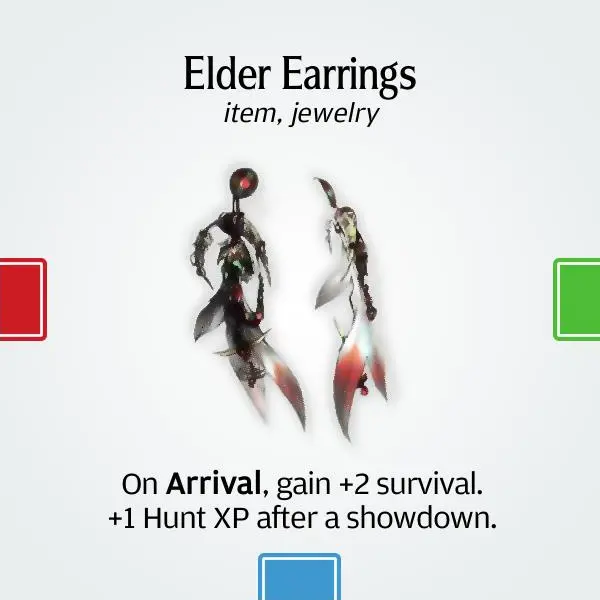 Elder Earrings
item, jewelry
On Arrival, gain +2 survival.
+1 Hunt XP after a showdown.